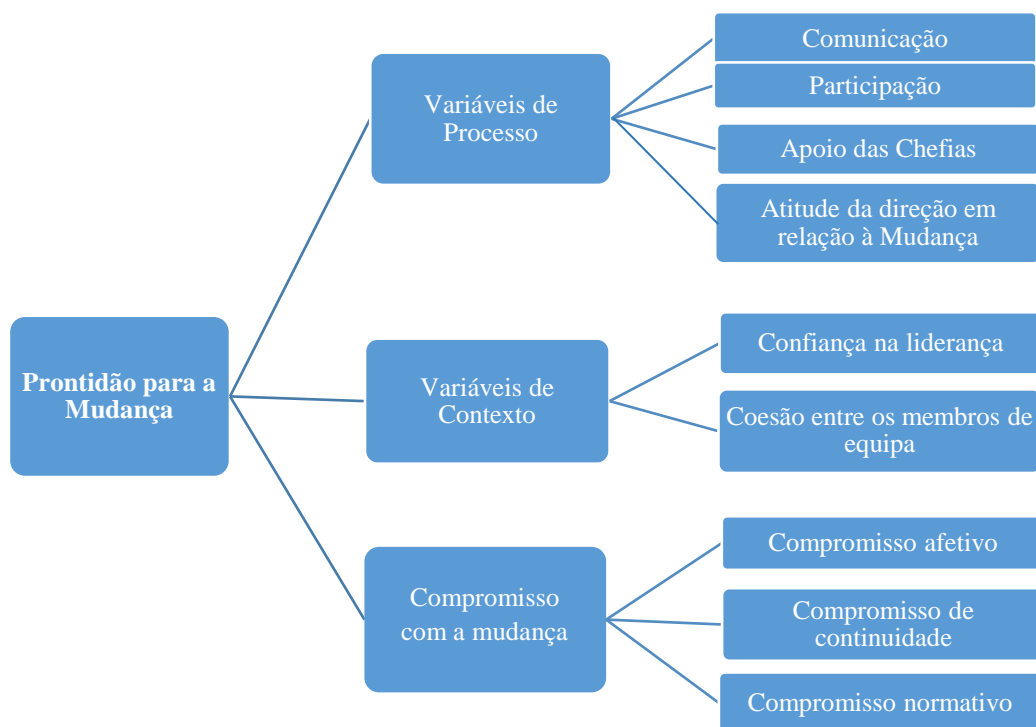 Prontidão para a
Mudança
Variáveis de
Processo
Comunicação
Participação
Apoio das Chefias
Atitude da direção em
relação à Mudança
Variáveis de
Contexto
Confiança na liderança
Coesão entre os membros de
equipa
Compromisso
com a mudança
Compromisso afetivo
Compromisso de
continuidade
Compromisso normativo